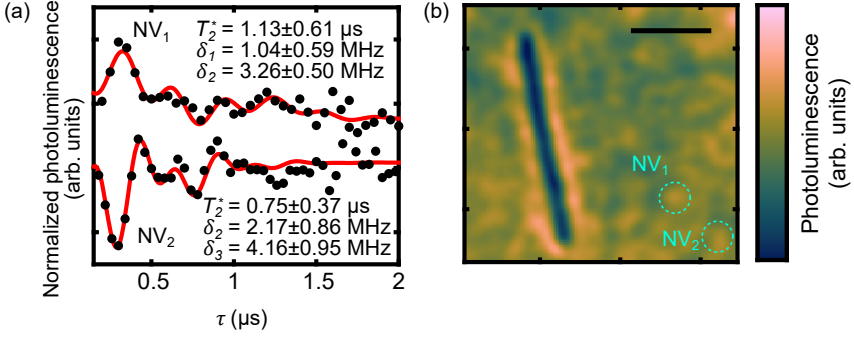 (a)
Normalized photoluminescence
(arb. units)
NV₁
T₂* = 1.13±0.61 µs
δ₁ = 1.04±0.59 MHz
δ₂ = 3.26±0.50 MHz
NV₂
T₂* = 0.75±0.37 µs
δ₂ = 2.17±0.86 MHz
δ₃ = 4.16±0.95 MHz
0.5 1 1.5 2
τ (µs)
(b)
NV₁
NV₂
Photoluminescence
(arb. units)